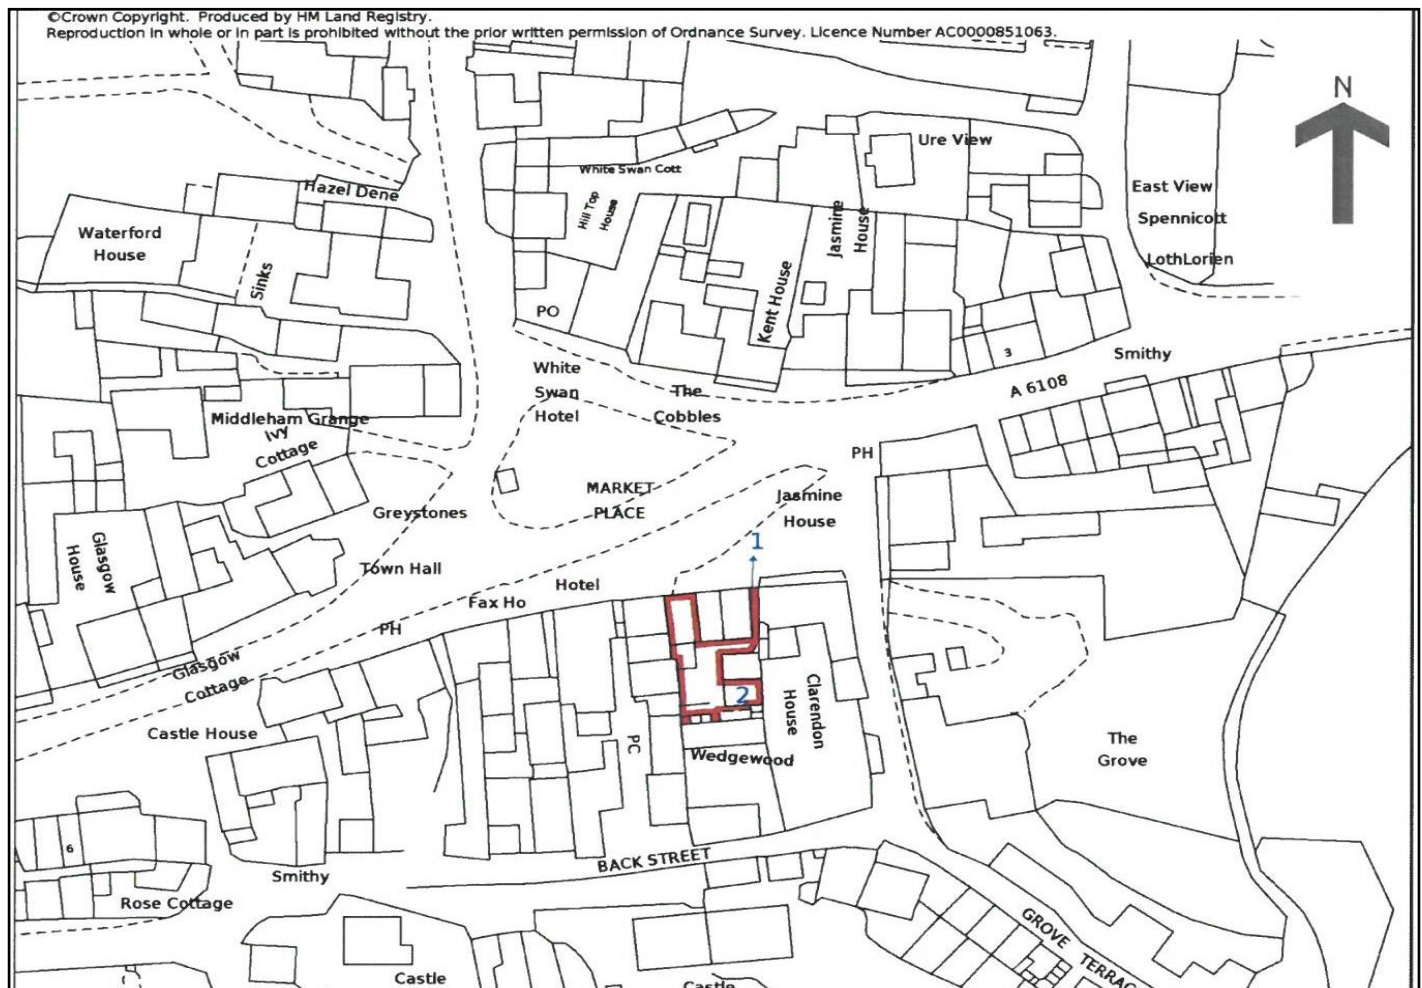 ©Crown Copyright. Produced by HM Land Registry.
Reproduction in whole or in part is prohibited without the prior written permission of Ordnance Survey. Licence Number AC0000851063.
N
Ure View
White Swan Cott
Hazel Dene
East View
Spennicott
LothLorien
Hill Top
House
Jasmine
House
Waterford
House
Sinks
Kent House
PO
3
Smithy
White
Swan
Hotel
The
Cobbles
A 6108
Middleham Grange
Ivy
Cottage
PH
MARKET
PLACE
Jasmine
House
Greystones
Glasgow
House
Town Hall
1
Hotel
Fax Ho
PH
Glasgow
Cottage
2
Clarendon
House
Castle House
PC
Wedgewood
The
Grove
6
BACK STREET
Smithy
Rose Cottage
GROVE
TERRAC
Castle
Castle